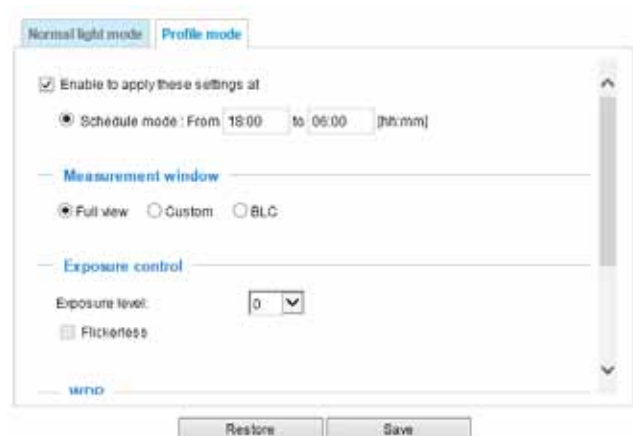 Normal light mode Profile mode
Enable to apply these settings at
Schedule mode : From 18:00 to 06:00 [hh:mm]
Measurement window
Full view Custom BLC
Exposure control
Exposure level: 0
Flickerless
WDR
Restore Save